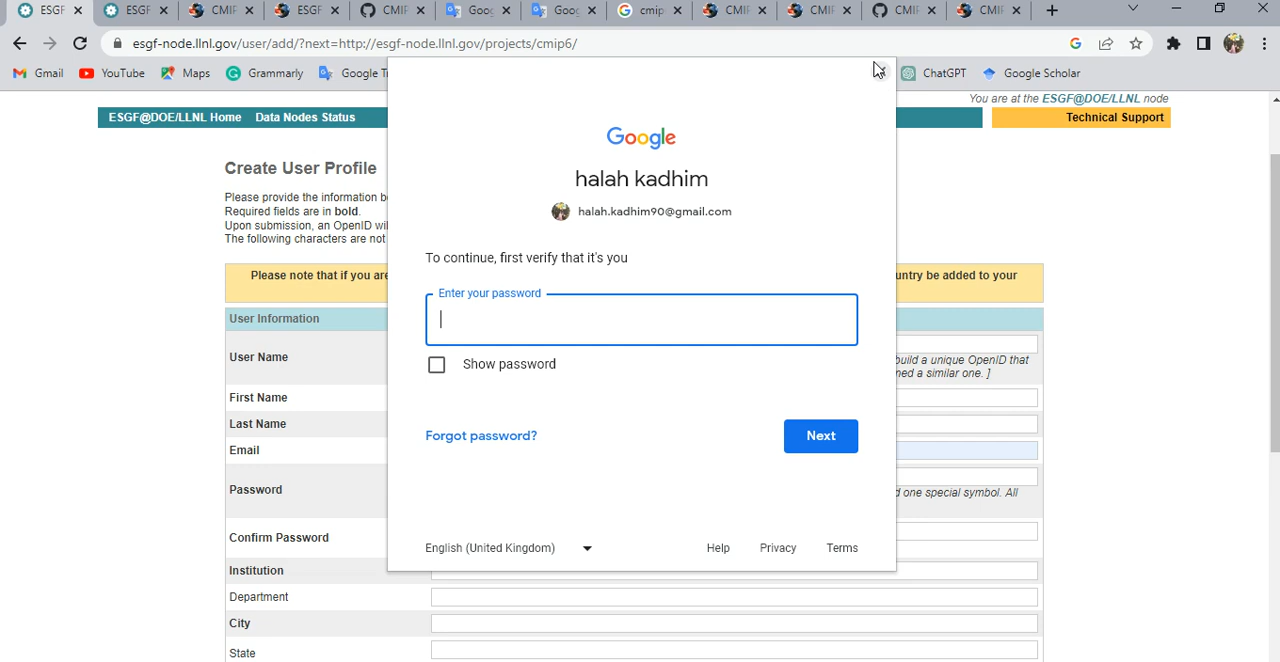 ESGF
ESGF
CMIP
ESGF
CMIP
Goog
Goog
cmip
CMIP
CMIP
CMIP
CMIP
esgf-node.llnl.gov/user/add/?next=http://esgf-node.llnl.gov/projects/cmip6/
Gmail
YouTube
Maps
Grammarly
Google Tr
ChatGPT
Google Scholar
You are at the ESGF@DOE/LLNL node
ESGF@DOE/LLNL Home Data Nodes Status
Technical Support
Create User Profile
Please provide the information b
Required fields are in bold.
Upon submission, an OpenID wil
The following characters are not
Please note that if you are
untry be added to your
User Information
User Name
build a unique OpenID that
ned a similar one. ]
First Name
Last Name
Email
Password
d one special symbol. All
Confirm Password
Institution
Department
City
State
Google
halah kadhim
halah.kadhim90@gmail.com
To continue, first verify that it's you
Enter your password
Show password
Forgot password?
Next
English (United Kingdom)
Help
Privacy
Terms